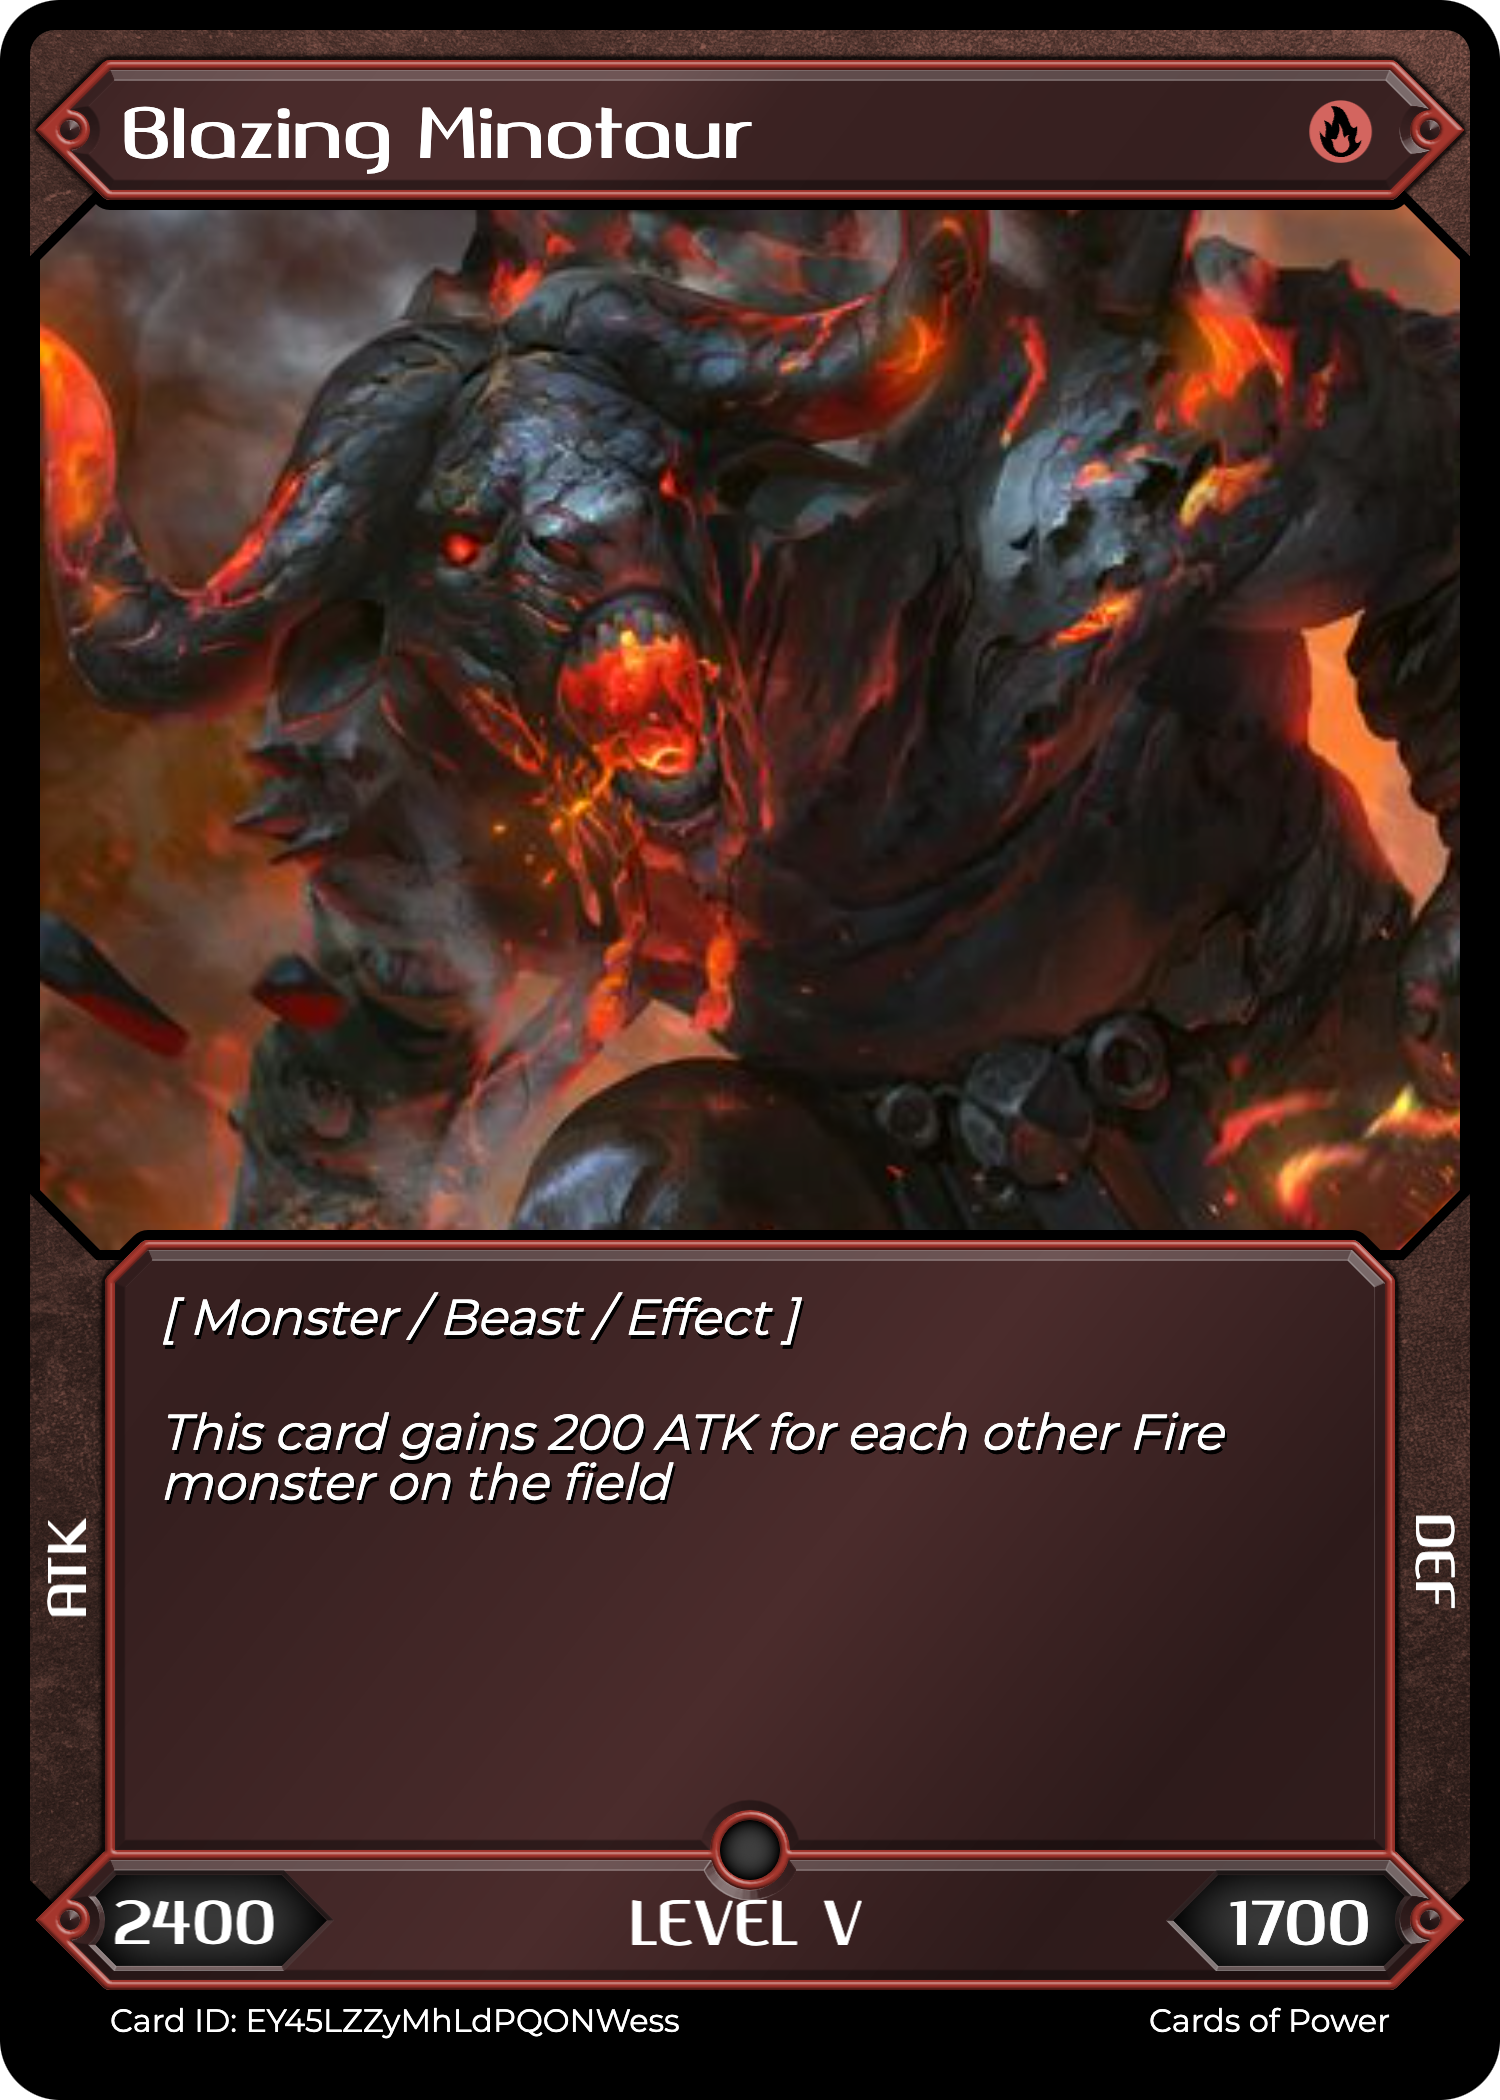 Blazing Minotaur
[ Monster / Beast / Effect ]
This card gains 200 ATK for each other Fire
monster on the field
ATK
DEF
2400
LEVEL V
1700
Card ID: EY45LZZyMhLdPQONWess
Cards of Power